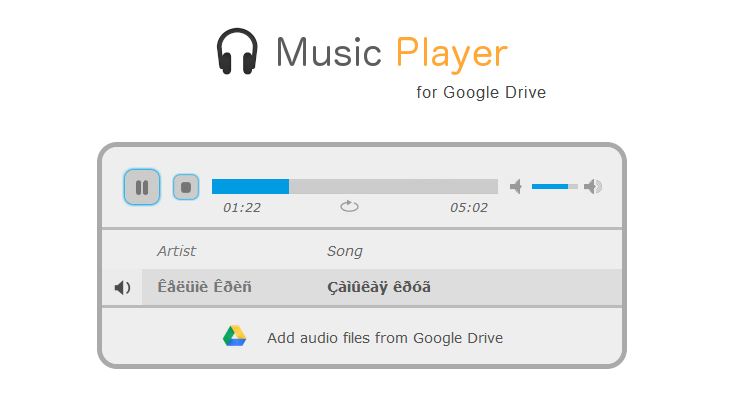 Music Player
for Google Drive
01:22
05:02
Artist Song
Êåëüìè Êðèñ Çàìûêàÿ êðóã
Add audio files from Google Drive